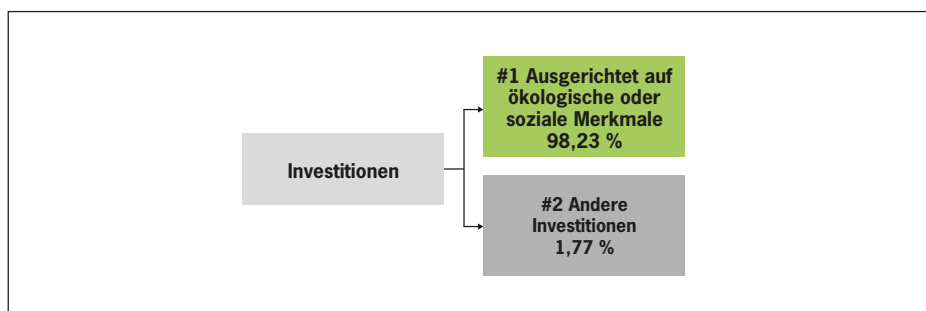 #1 Ausgerichtet auf
ökologische oder
soziale Merkmale
98,23 %
Investitionen
#2 Andere
Investitionen
1,77 %